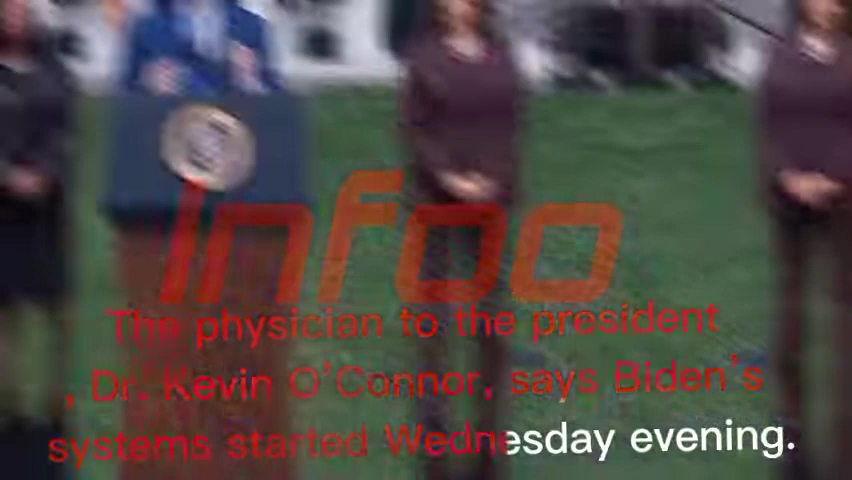 Infoo
The physician to the president
, Dr. Kevin O'Connor, says Biden's
systems started Wednesday evening.